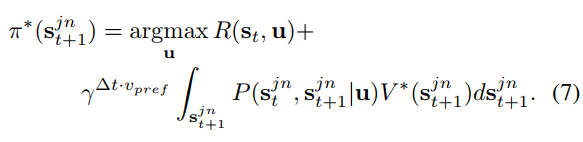 π*(s_{t+1}^{jn}) = argmax_u R(s_t, u)+
γ^{Δt·v_{pref}} ∫_{s_{t+1}^{jn}} P(s_t^{jn}, s_{t+1}^{jn}|u)V*(s_{t+1}^{jn})ds_{t+1}^{jn}. (7)